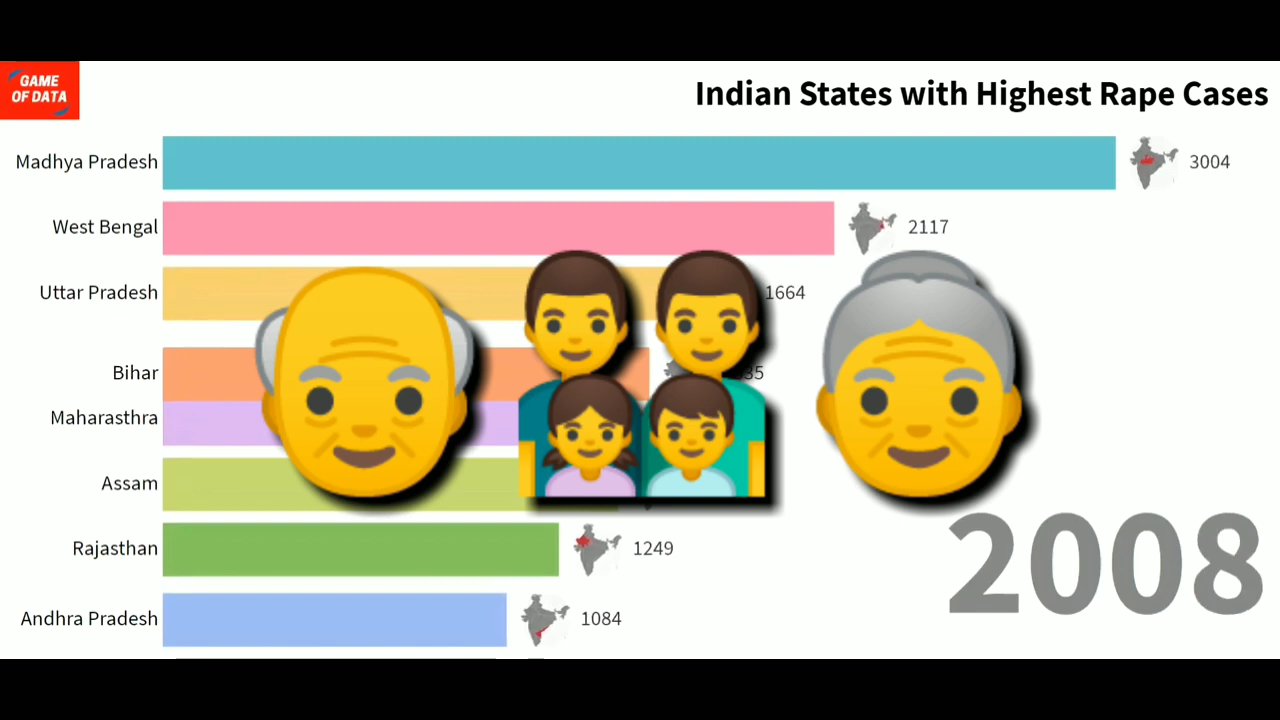 GAME
OF DATA
Indian States with Highest Rape Cases
Madhya Pradesh
3004
West Bengal
2117
Uttar Pradesh
1664
Bihar
Maharasthra
Assam
Rajasthan
1249
Andhra Pradesh
1084
2008